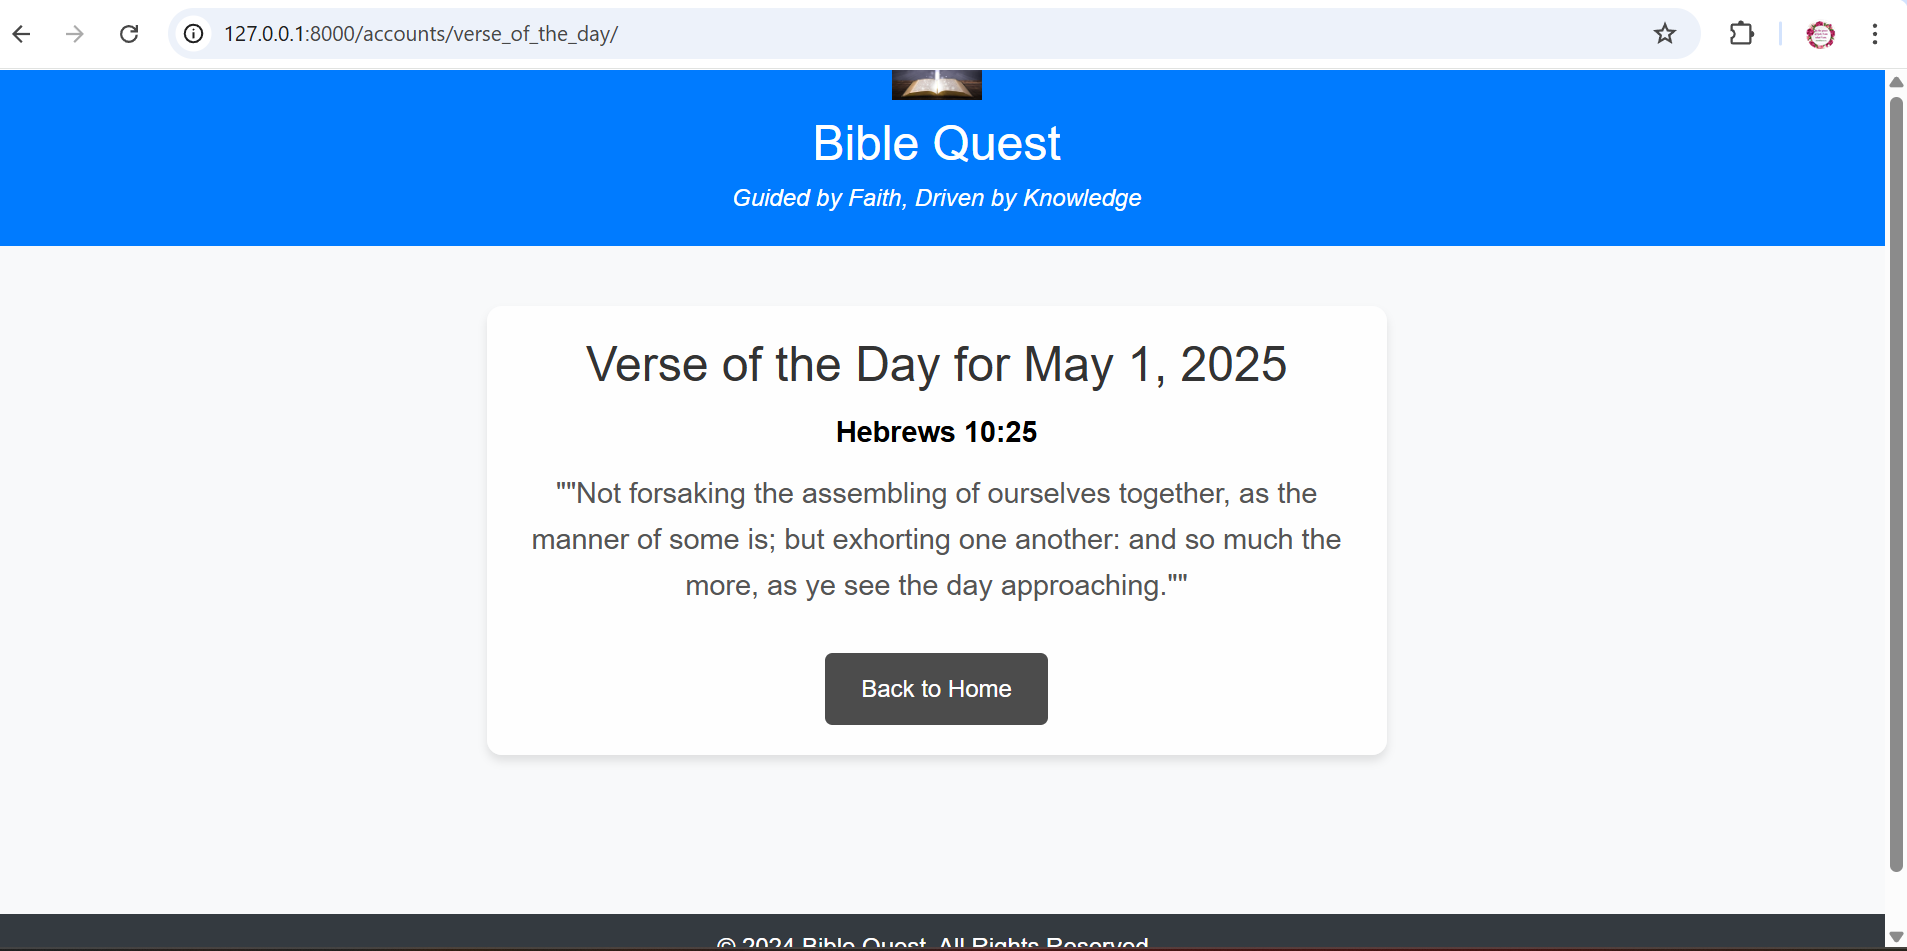 127.0.0.1:8000/accounts/verse_of_the_day/
Bible Quest
Guided by Faith, Driven by Knowledge
Verse of the Day for May 1, 2025
Hebrews 10:25
""Not forsaking the assembling of ourselves together, as the
manner of some is; but exhorting one another: and so much the
more, as ye see the day approaching.""
Back to Home
© 2024 Bible Quest. All Rights Reserved.